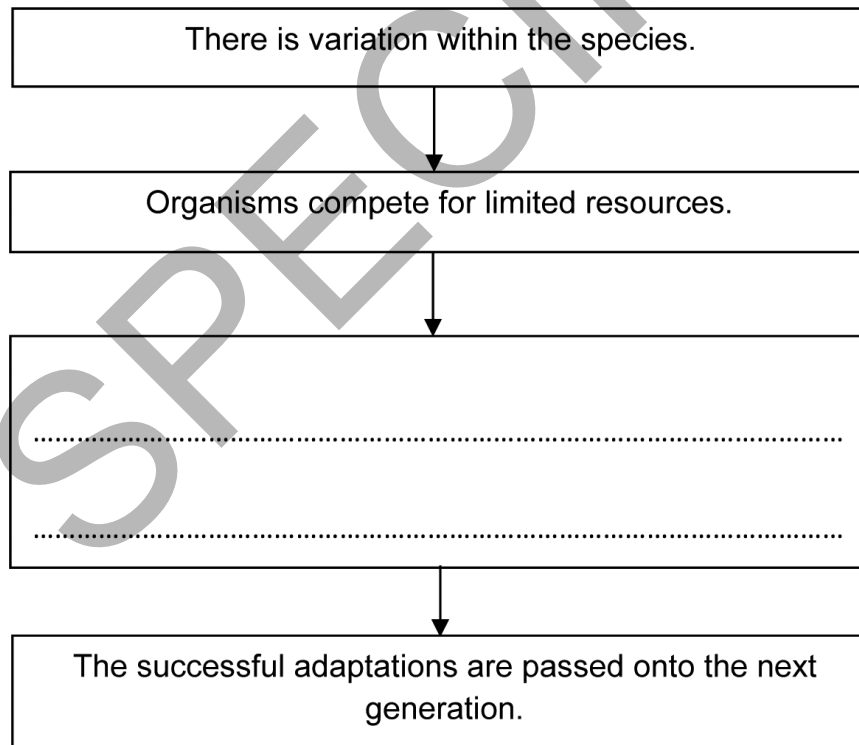 There is variation within the species.
Organisms compete for limited resources.
The successful adaptations are passed onto the next
generation.
SPECI